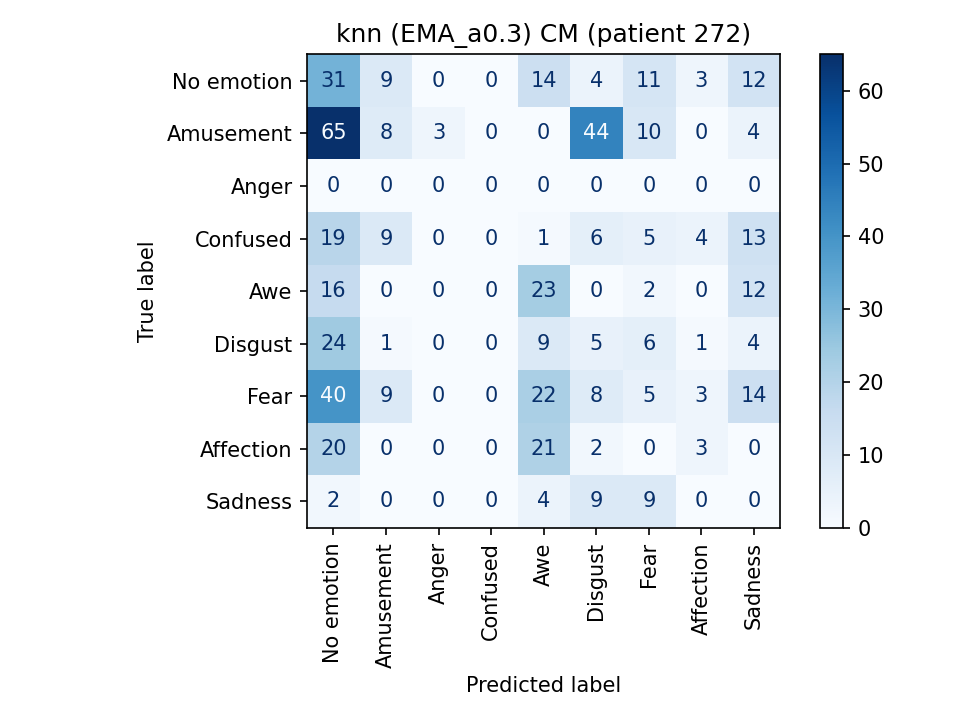 knn (EMA_a0.3) CM (patient 272)
No emotion 31 9 0 0 14 4 11 3 12
Amusement 65 8 3 0 0 44 10 0 4
Anger 0 0 0 0 0 0 0 0 0
Confused 19 9 0 0 1 6 5 4 13
Awe 16 0 0 0 23 0 2 0 12
Disgust 24 1 0 0 9 5 6 1 4
Fear 40 9 0 0 22 8 5 3 14
Affection 20 0 0 0 21 2 0 3 0
Sadness 2 0 0 0 4 9 9 0 0
True label
No emotion
Amusement
Anger
Confused
Awe
Disgust
Fear
Affection
Sadness
Predicted label
60
50
40
30
20
10
0